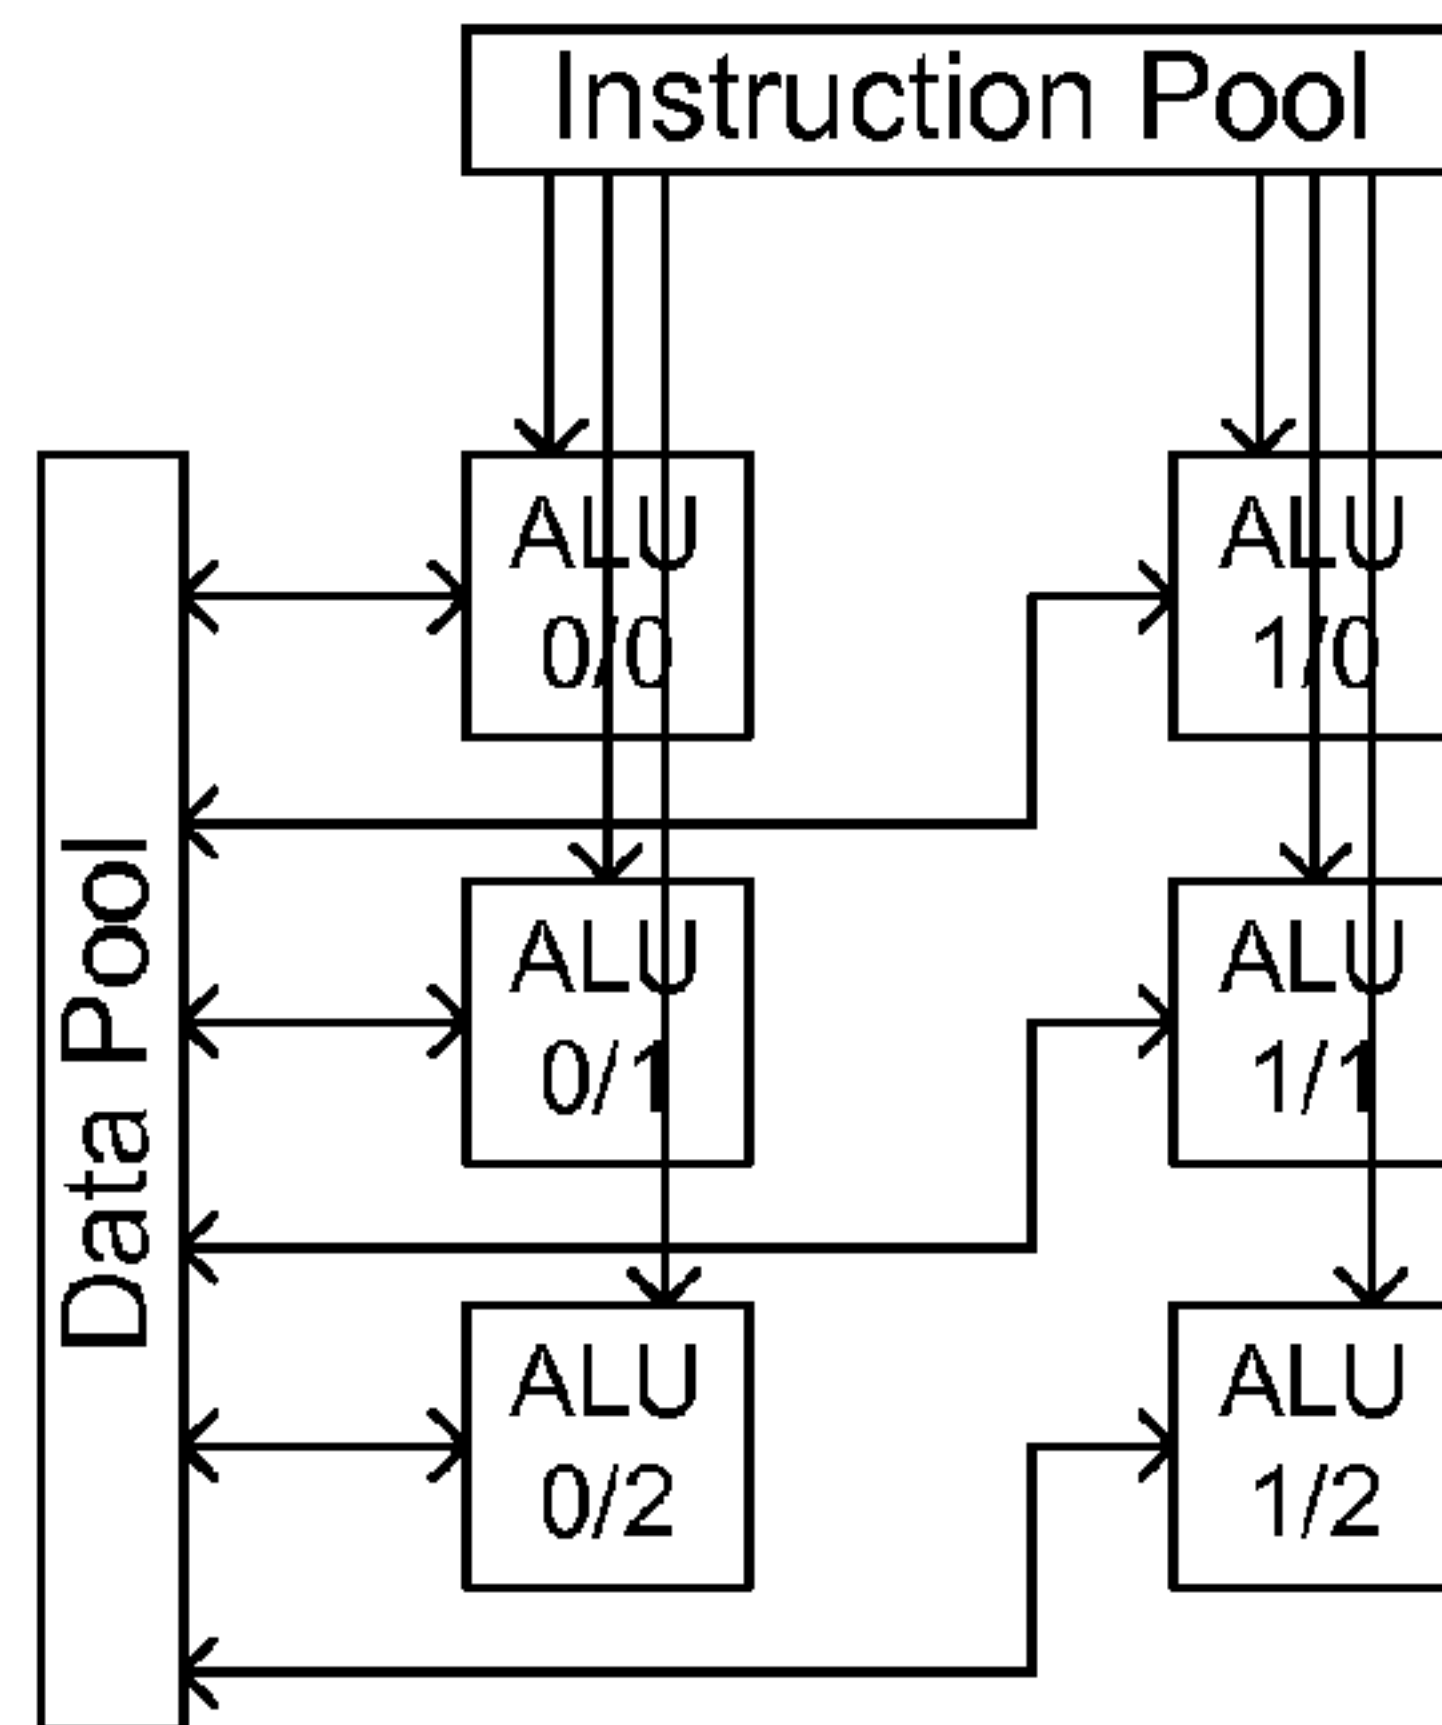 Instruction Pool
ALU
0/0
ALU
1/0
Data Pool
ALU
0/1
ALU
1/1
ALU
0/2
ALU
1/2